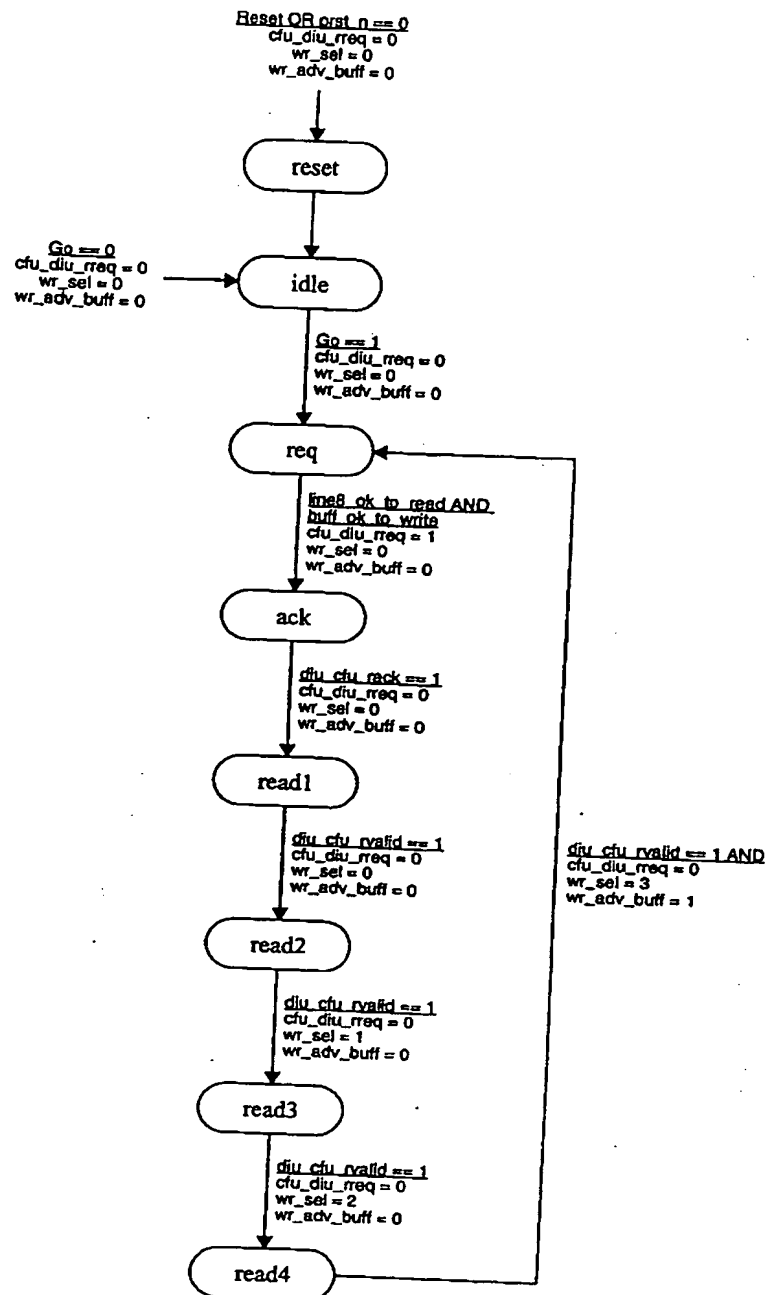 Reset OR prst_n == 0
cfu_diu_rreq = 0
wr_sel = 0
wr_adv_buff = 0
reset
Go == 0
cfu_diu_rreq = 0
wr_sel = 0
wr_adv_buff = 0
idle
Go == 1
cfu_diu_rreq = 0
wr_sel = 0
wr_adv_buff = 0
req
line8_ok_to_read AND
buff_ok_to_write
cfu_diu_rreq = 1
wr_sel = 0
wr_adv_buff = 0
ack
diu_cfu_rack == 1
cfu_diu_rreq = 0
wr_sel = 0
wr_adv_buff = 0
read1
diu_cfu_rvalid == 1
cfu_diu_rreq = 0
wr_sel = 0
wr_adv_buff = 0
diu_cfu_rvalid == 1 AND
cfu_diu_rreq = 0
wr_sel = 3
wr_adv_buff = 1
read2
diu_cfu_rvalid == 1
cfu_diu_rreq = 0
wr_sel = 1
wr_adv_buff = 0
read3
diu_cfu_rvalid == 1
cfu_diu_rreq = 0
wr_sel = 2
wr_adv_buff = 0
read4